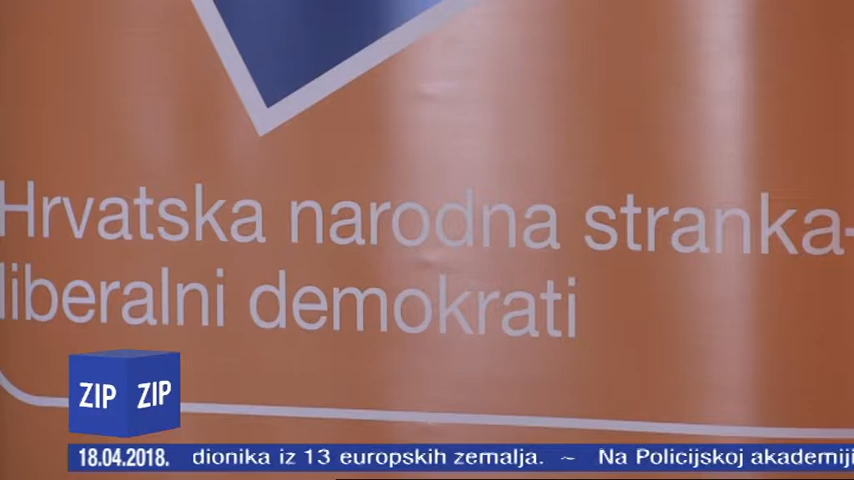 Hrvatska narodna stranka-
liberalni demokrati
ZIP ZIP
18.04.2018. dionika iz 13 europskih zemalja. ~ Na Policijskoj akademiji